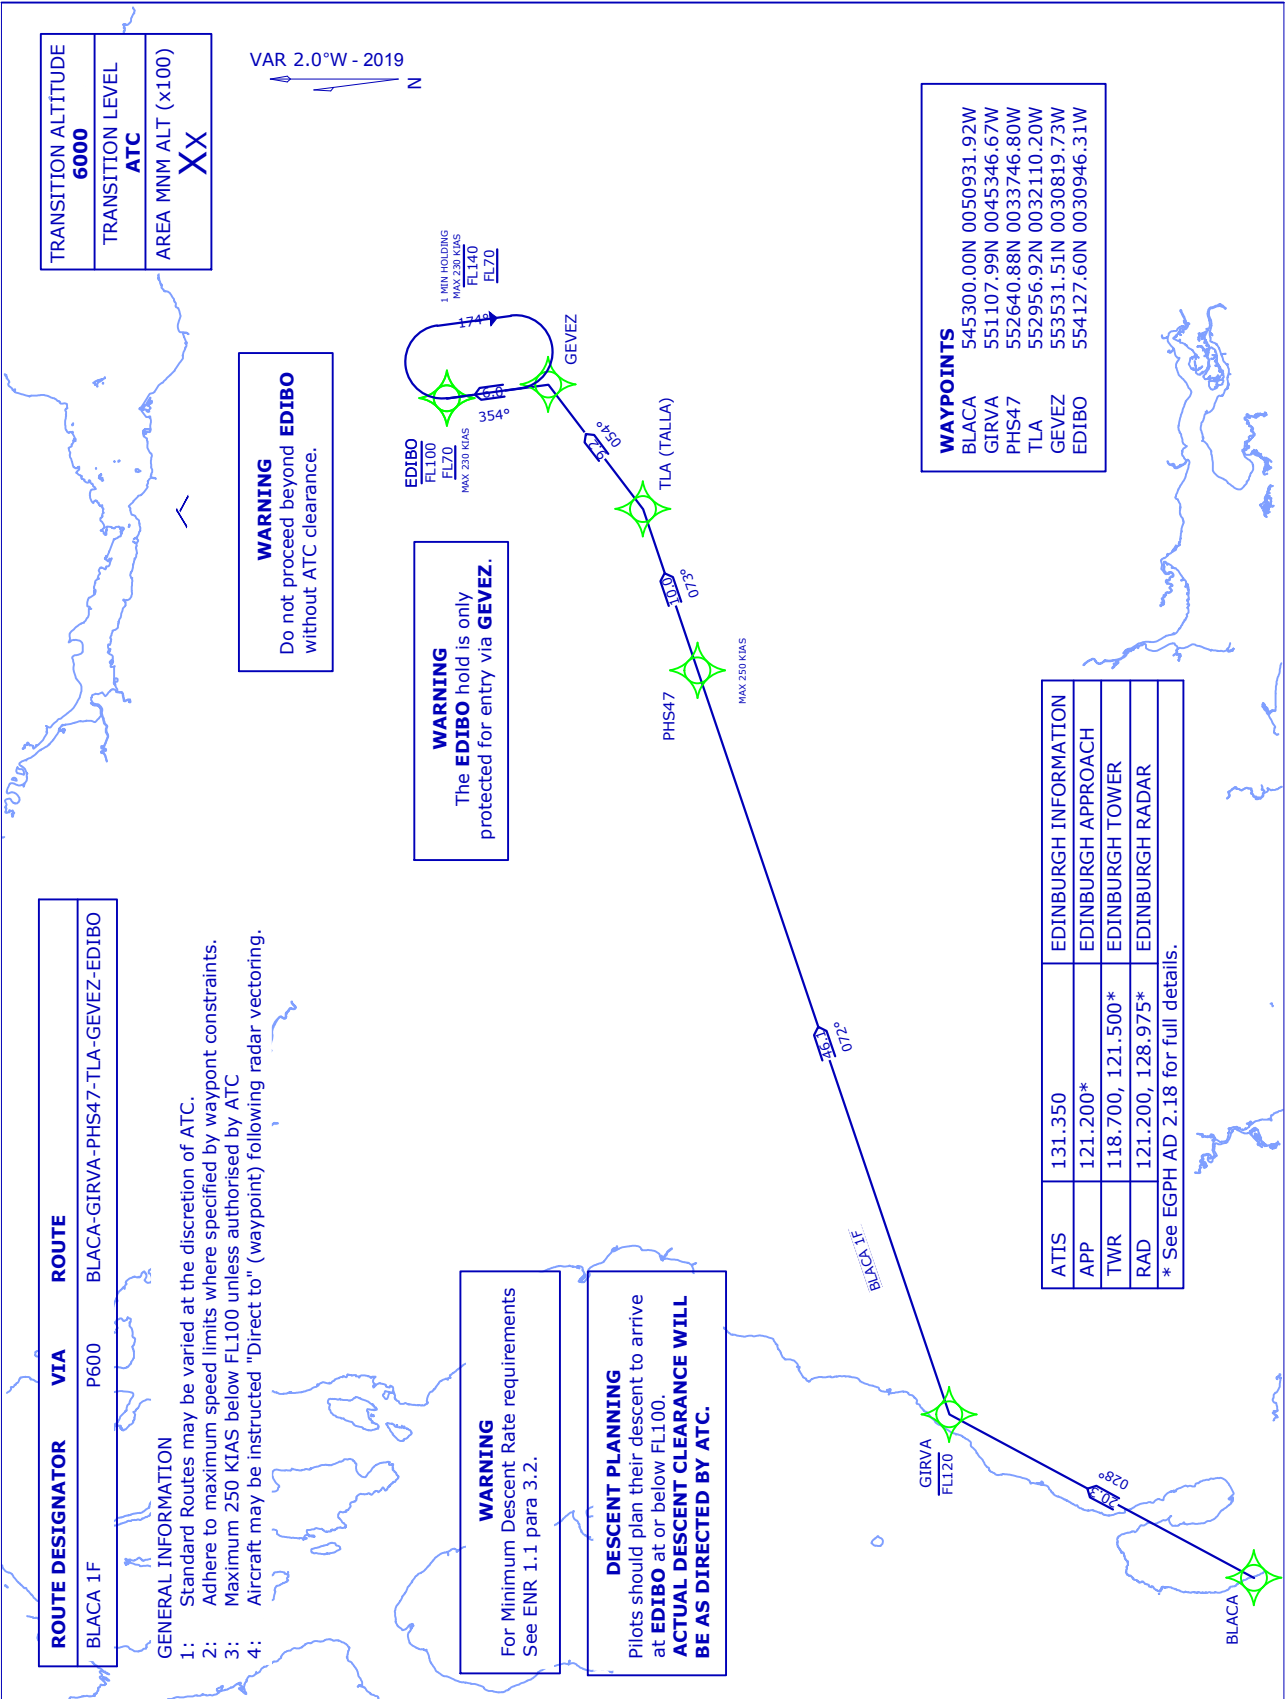 ROUTE DESIGNATOR VIA ROUTE
BLACA 1F P600 BLACA-GIRVA-PHS47-TLA-GEVEZ-EDIBO
GENERAL INFORMATION
1: Standard Routes may be varied at the discretion of ATC.
2: Adhere to maximum speed limits where specified by waypont constraints.
3: Maximum 250 KIAS below FL100 unless authorised by ATC
4: Aircraft may be instructed "Direct to" (waypoint) following radar vectoring.
TRANSITION ALTITUDE
6000
TRANSITION LEVEL
ATC
AREA MNM ALT (x100)
XX
VAR 2.0°W - 2019
N
WARNING
Do not proceed beyond EDIBO
without ATC clearance.
WARNING
The EDIBO hold is only
protected for entry via GEVEZ.
WARNING
For Minimum Descent Rate requirements
See ENR 1.1 para 3.2.
DESCENT PLANNING
Pilots should plan their descent to arrive
at EDIBO at or below FL100.
ACTUAL DESCENT CLEARANCE WILL
BE AS DIRECTED BY ATC.
1 MIN HOLDING
MAX 230 KIAS
FL140
FL70
174°
EDIBO
FL100
FL70
MAX 230 KIAS
6.0
354°
GEVEZ
9.2
054°
TLA (TALLA)
10.0
073°
PHS47
MAX 250 KIAS
46.1
072°
BLACA 1F
GIRVA
FL120
20.3
028°
BLACA
WAYPOINTS
BLACA 545300.00N 0050931.92W
GIRVA 551107.99N 0045346.67W
PHS47 552640.88N 0033746.80W
TLA 552956.92N 0032110.20W
GEVEZ 553531.51N 0030819.73W
EDIBO 554127.60N 0030946.31W
ATIS 131.350 EDINBURGH INFORMATION
APP 121.200* EDINBURGH APPROACH
TWR 118.700, 121.500* EDINBURGH TOWER
RAD 121.200, 128.975* EDINBURGH RADAR
* See EGPH AD 2.18 for full details.